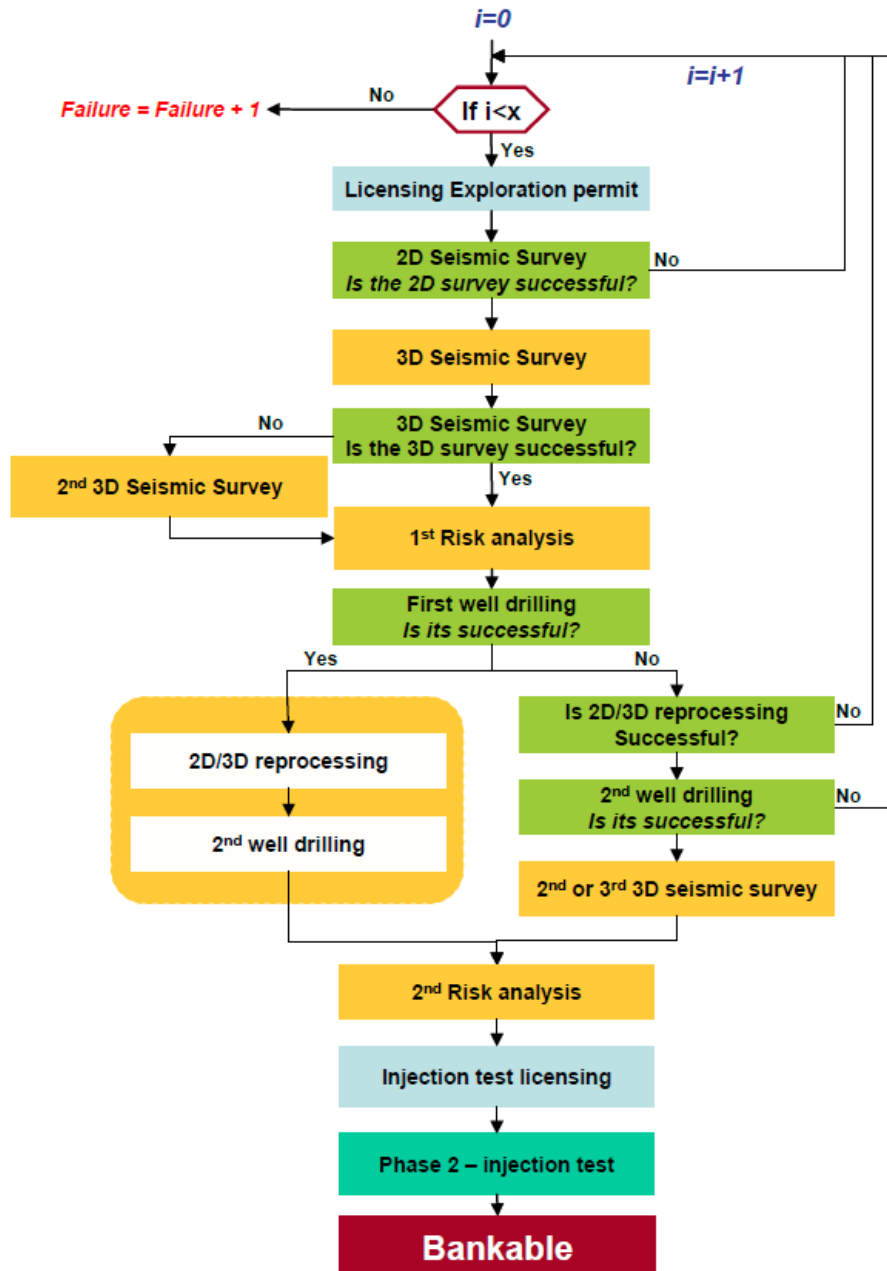 i=0
i=i+1
No
Failure = Failure + 1
If i<x
Yes
Licensing Exploration permit
2D Seismic Survey
Is the 2D survey successful?
No
3D Seismic Survey
No
3D Seismic Survey
Is the 3D survey successful?
2nd 3D Seismic Survey
Yes
1st Risk analysis
First well drilling
Is its successful?
Yes
No
Is 2D/3D reprocessing
Successful?
No
2D/3D reprocessing
2nd well drilling
Is its successful?
No
2nd well drilling
2nd or 3rd 3D seismic survey
2nd Risk analysis
Injection test licensing
Phase 2 – injection test
Bankable